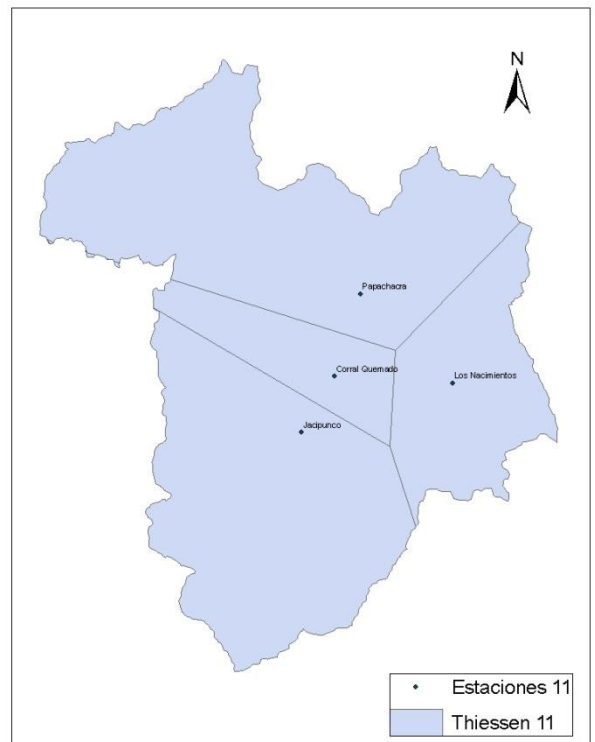 N
Papachacra
Corral Quemado
Los Nacimientos
Jacipunco
Estaciones 11
Thiessen 11